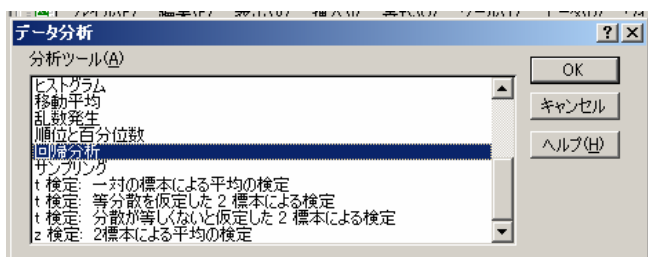 データ分析
分析ツール(A)
ヒストグラム
移動平均
乱数発生
順位と百分位数
回帰分析
サンプリング
t 検定: 一対の標本による平均の検定
t 検定: 等分散を仮定した 2 標本による検定
t 検定: 分散が等しくないと仮定した 2 標本による検定
z 検定: 2標本による平均の検定
OK
キャンセル
ヘルプ(H)